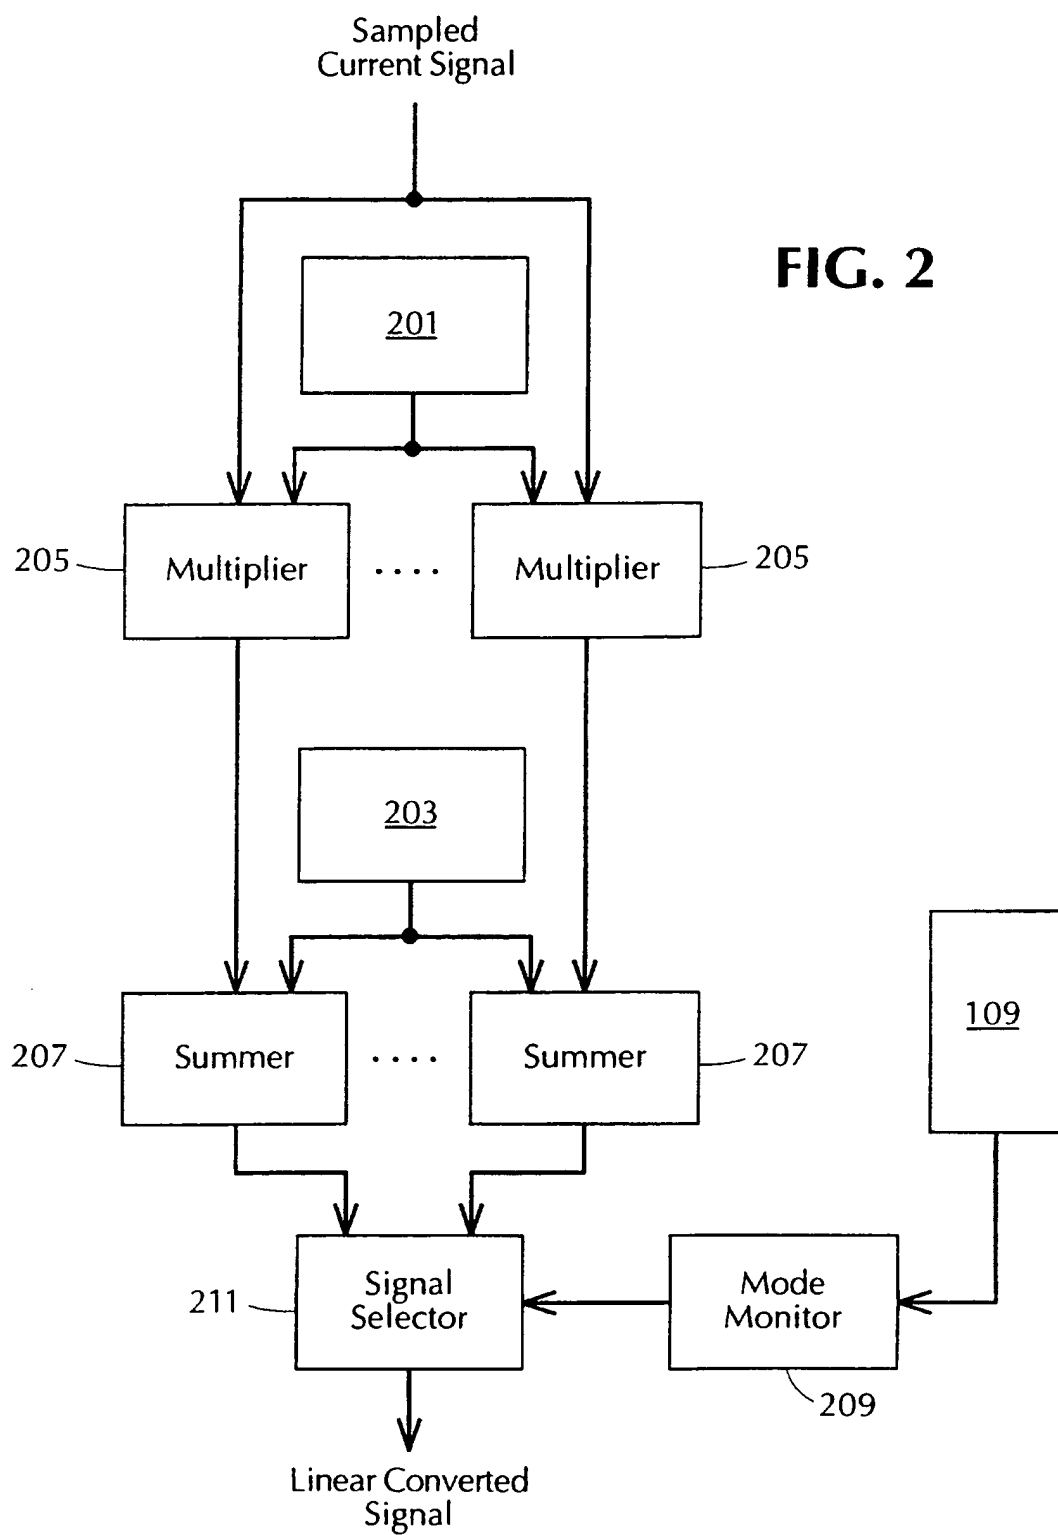 Sampled
Current Signal
FIG. 2
201
205
Multiplier
....
Multiplier
205
203
109
207
Summer
....
Summer
207
211
Signal
Selector
Mode
Monitor
209
Linear Converted
Signal